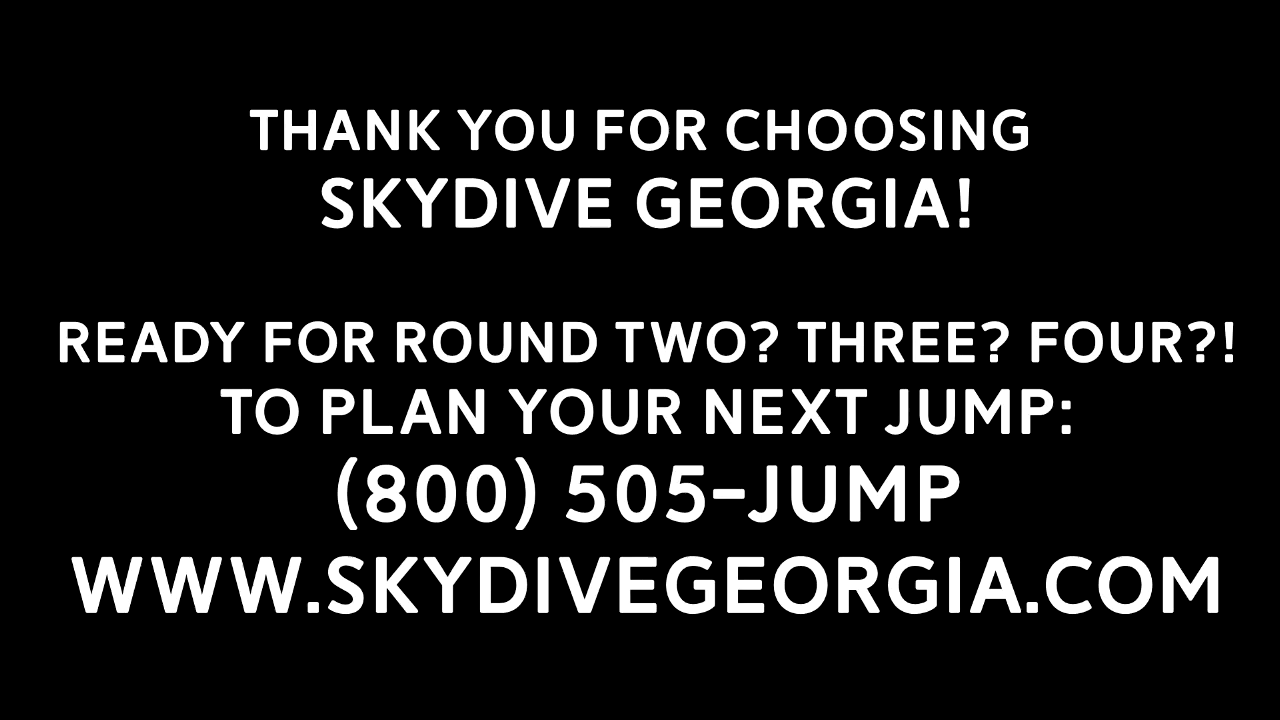 THANK YOU FOR CHOOSING
SKYDIVE GEORGIA!
READY FOR ROUND TWO? THREE? FOUR?!
TO PLAN YOUR NEXT JUMP:
(800) 505-JUMP
WWW.SKYDIVEGEORGIA.COM